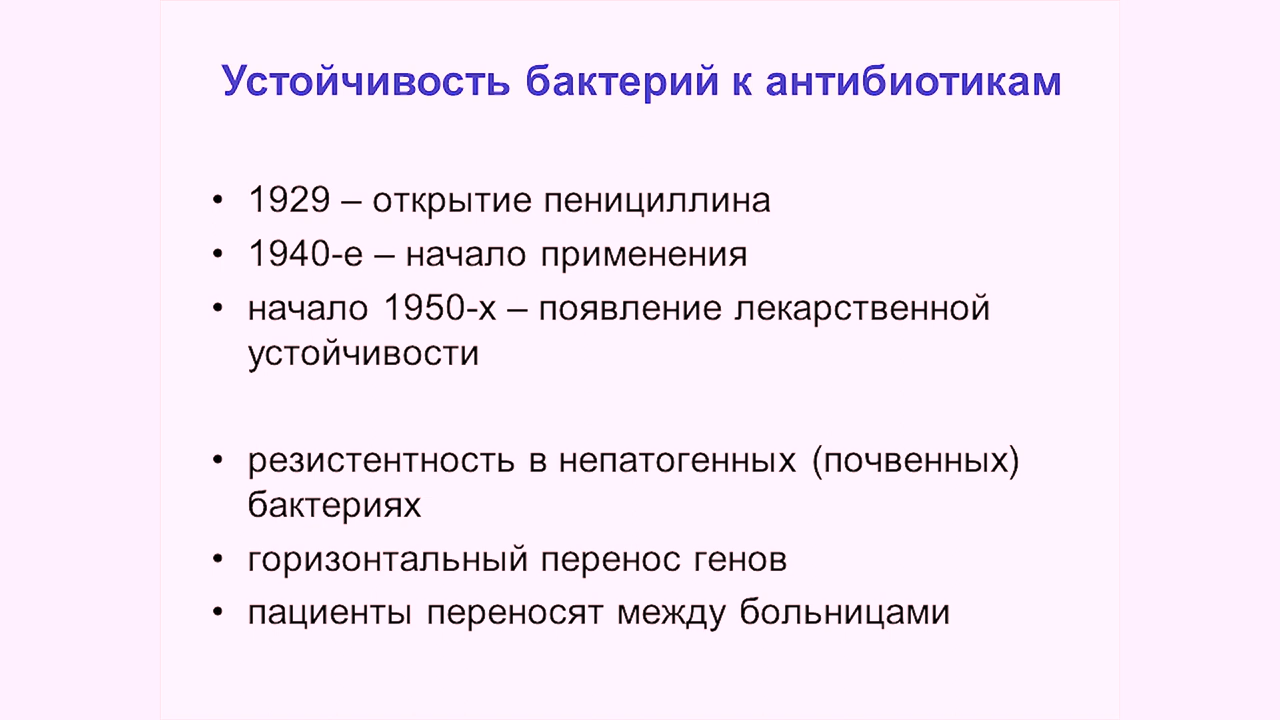 Устойчивость бактерий к антибиотикам
• 1929 – открытие пенициллина
• 1940-е – начало применения
• начало 1950-х – появление лекарственной
устойчивости
• резистентность в непатогенных (почвенных)
бактериях
• горизонтальный перенос генов
• пациенты переносят между больницами